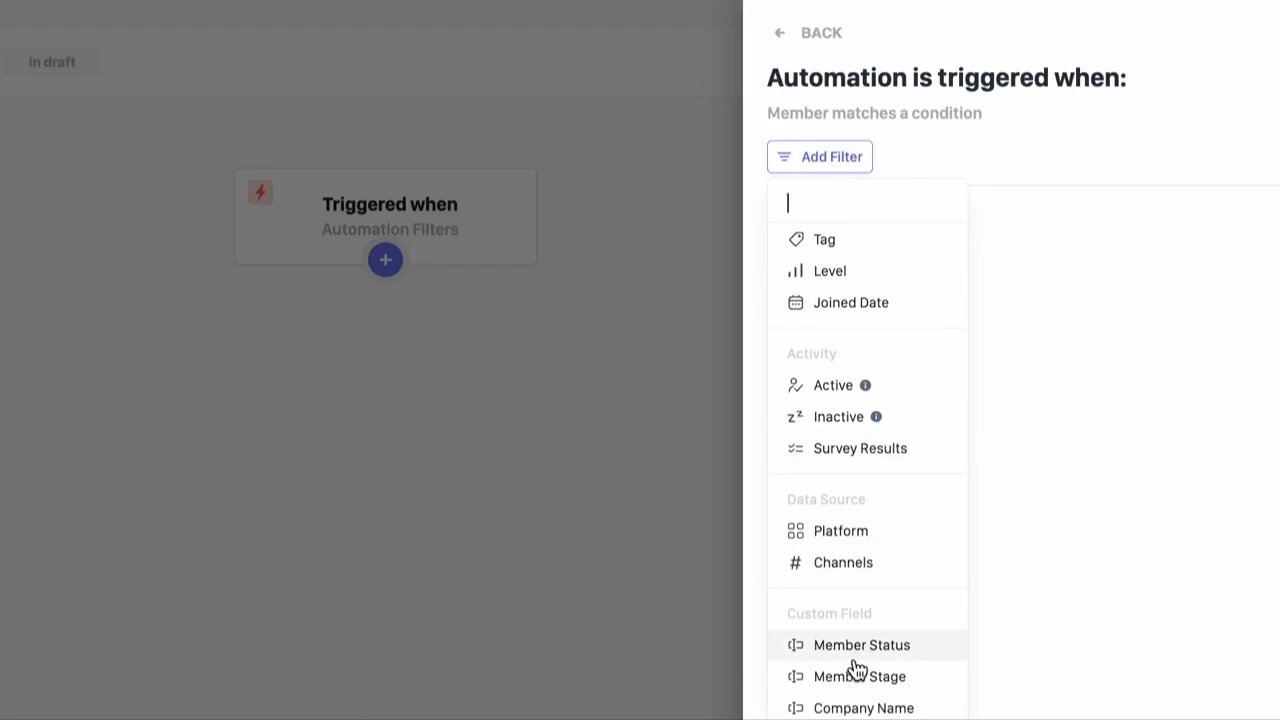 In draft
Triggered when
Automation Filters
BACK
Automation is triggered when:
Member matches a condition
Add Filter
Tag
Level
Joined Date
Activity
Active
Inactive
Survey Results
Data Source
Platform
Channels
Custom Field
Member Status
Member Stage
Company Name